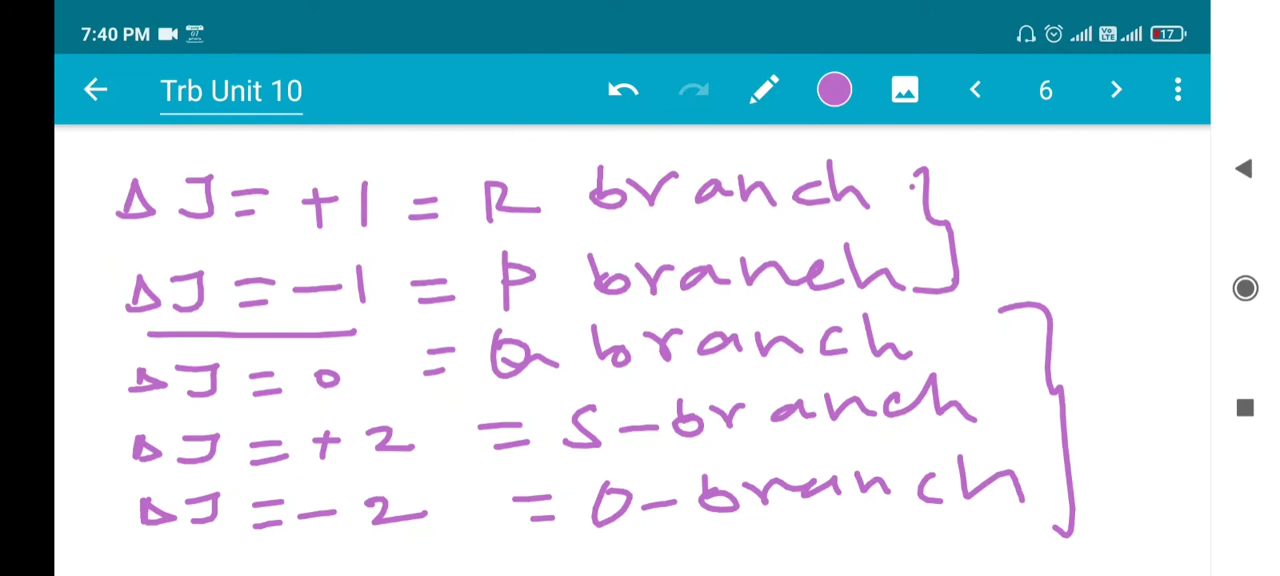 7:40 PM 17
Trb Unit 10 6
ΔJ = +1 = R branch
ΔJ = -1 = P branch
ΔJ = 0 = Q branch
ΔJ = +2 = S-branch
ΔJ = -2 = O-branch